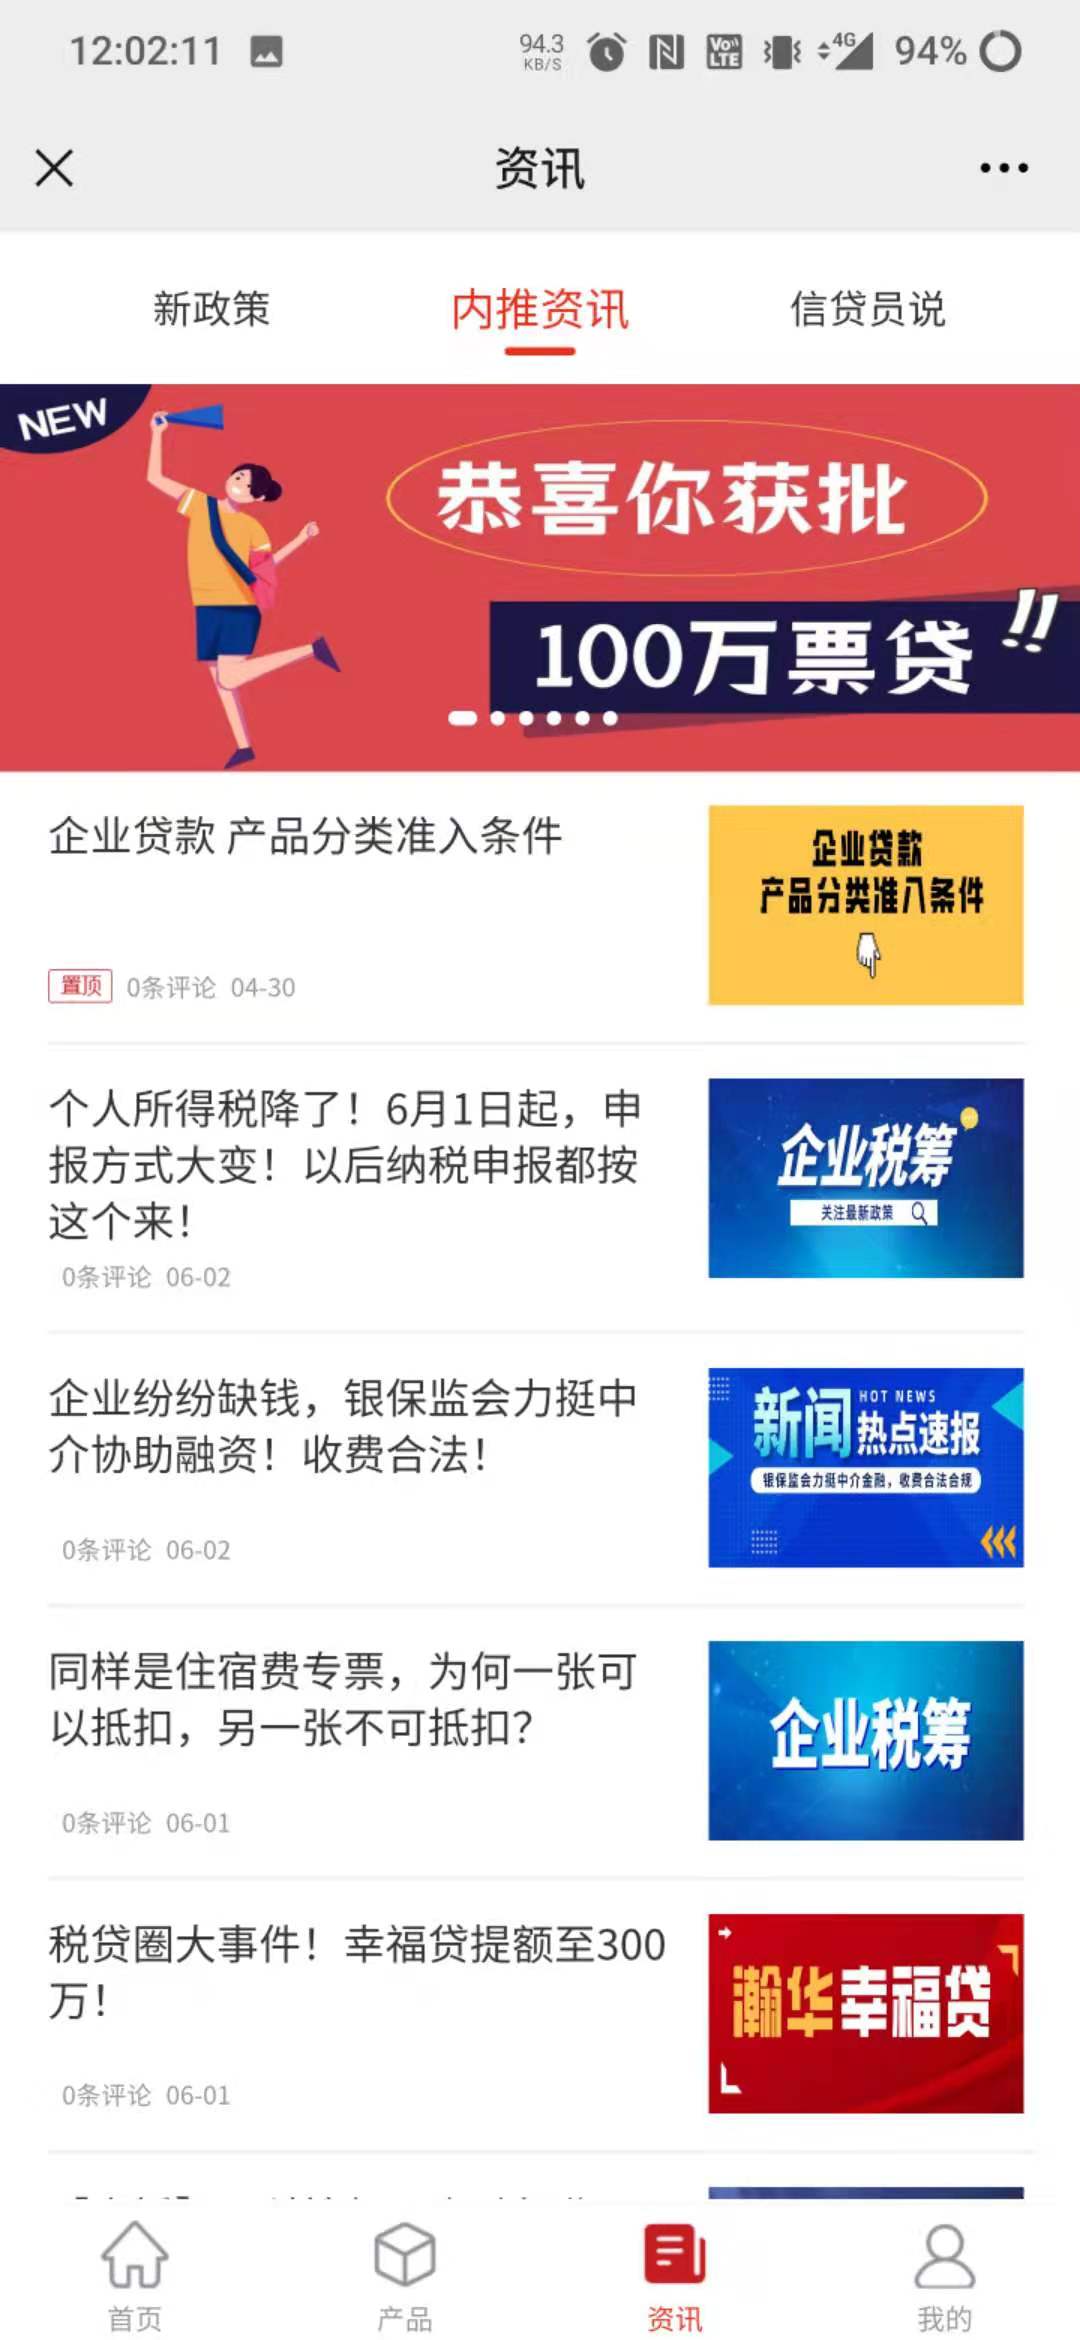 12:02:11 94.3 KB/S Vo LTE 4G 94%
资讯
新政策 内推资讯 信贷员说
NEW
恭喜你获批
100万票贷!!
企业贷款 产品分类准入条件
置顶 0条评论 04-30
企业贷款
产品分类准入条件
个人所得税降了！6月1日起，申
报方式大变！以后纳税申报都按
这个来！
0条评论 06-02
企业税筹
关注最新政策
企业纷纷缺钱，银保监会力挺中
介协助融资！收费合法！
0条评论 06-02
新闻 HOT NEWS
热点速报
银保监会力挺中介金融，收费合法合规
同样是住宿费专票，为何一张可
以抵扣，另一张不可抵扣？
0条评论 06-01
企业税筹
税贷圈大事件！幸福贷提额至300
万！
0条评论 06-01
瀚华幸福贷
首页 产品 资讯 我的